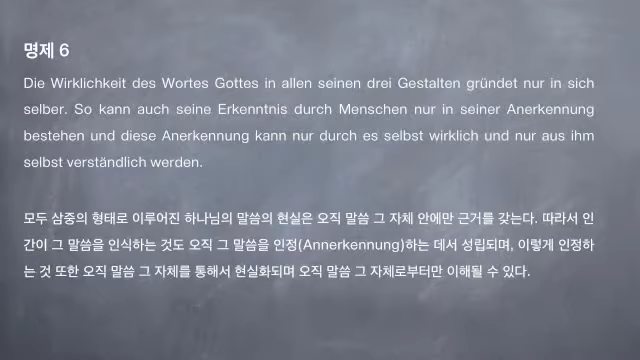 명제 6
Die Wirklichkeit des Wortes Gottes in allen seinen drei Gestalten gründet nur in sich
selber. So kann auch seine Erkenntnis durch Menschen nur in seiner Anerkennung
bestehen und diese Anerkennung kann nur durch es selbst wirklich und nur aus ihm
selbst verständlich werden.
모두 삼중의 형태로 이루어진 하나님의 말씀의 현실은 오직 말씀 그 자체 안에만 근거를 갖는다. 따라서 인
간이 그 말씀을 인식하는 것도 오직 그 말씀을 인정(Annerkennung)하는 데서 성립되며, 이렇게 인정하
는 것 또한 오직 말씀 그 자체를 통해서 현실화되며 오직 말씀 그 자체로부터만 이해될 수 있다.